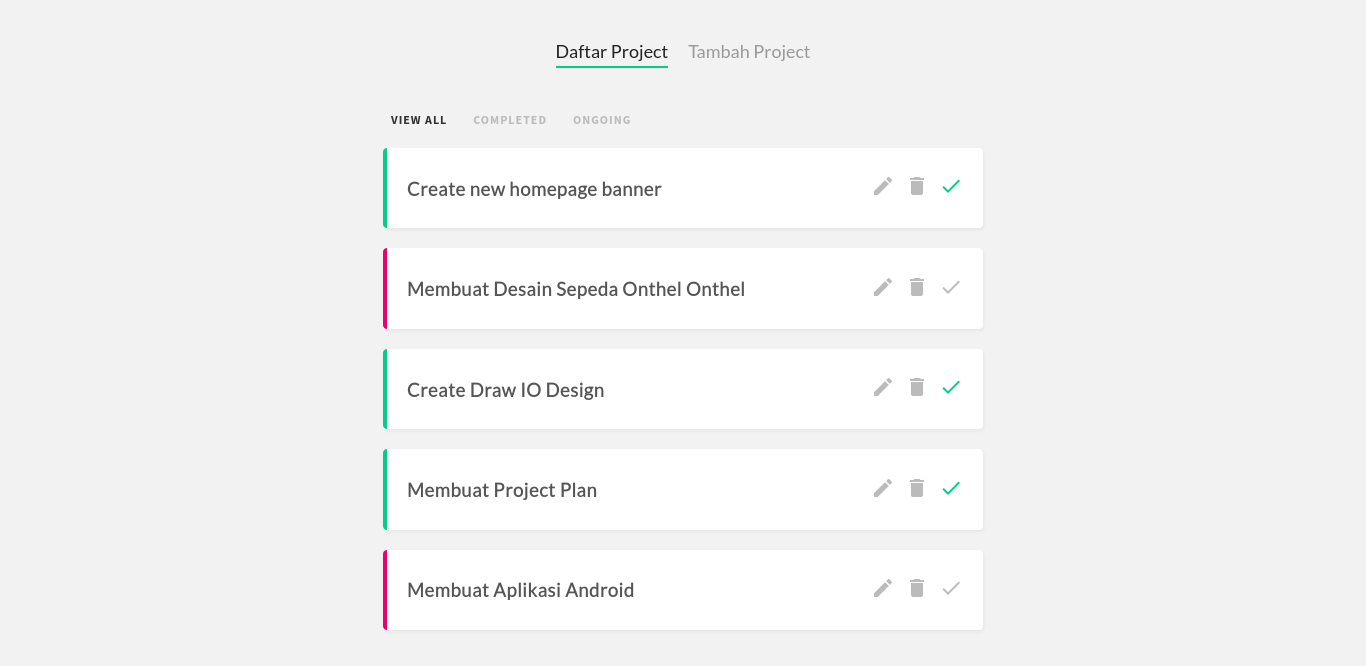 Daftar Project Tambah Project
VIEW ALL COMPLETED ONGOING
Create new homepage banner
Membuat Desain Sepeda Onthel Onthel
Create Draw IO Design
Membuat Project Plan
Membuat Aplikasi Android